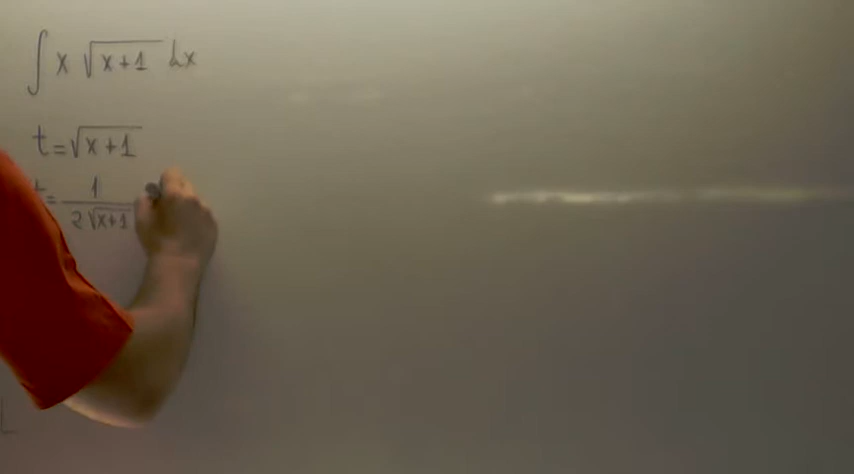 ∫ x √(x+1) dx
t = √(x+1)
= 1/(2√(x+1))